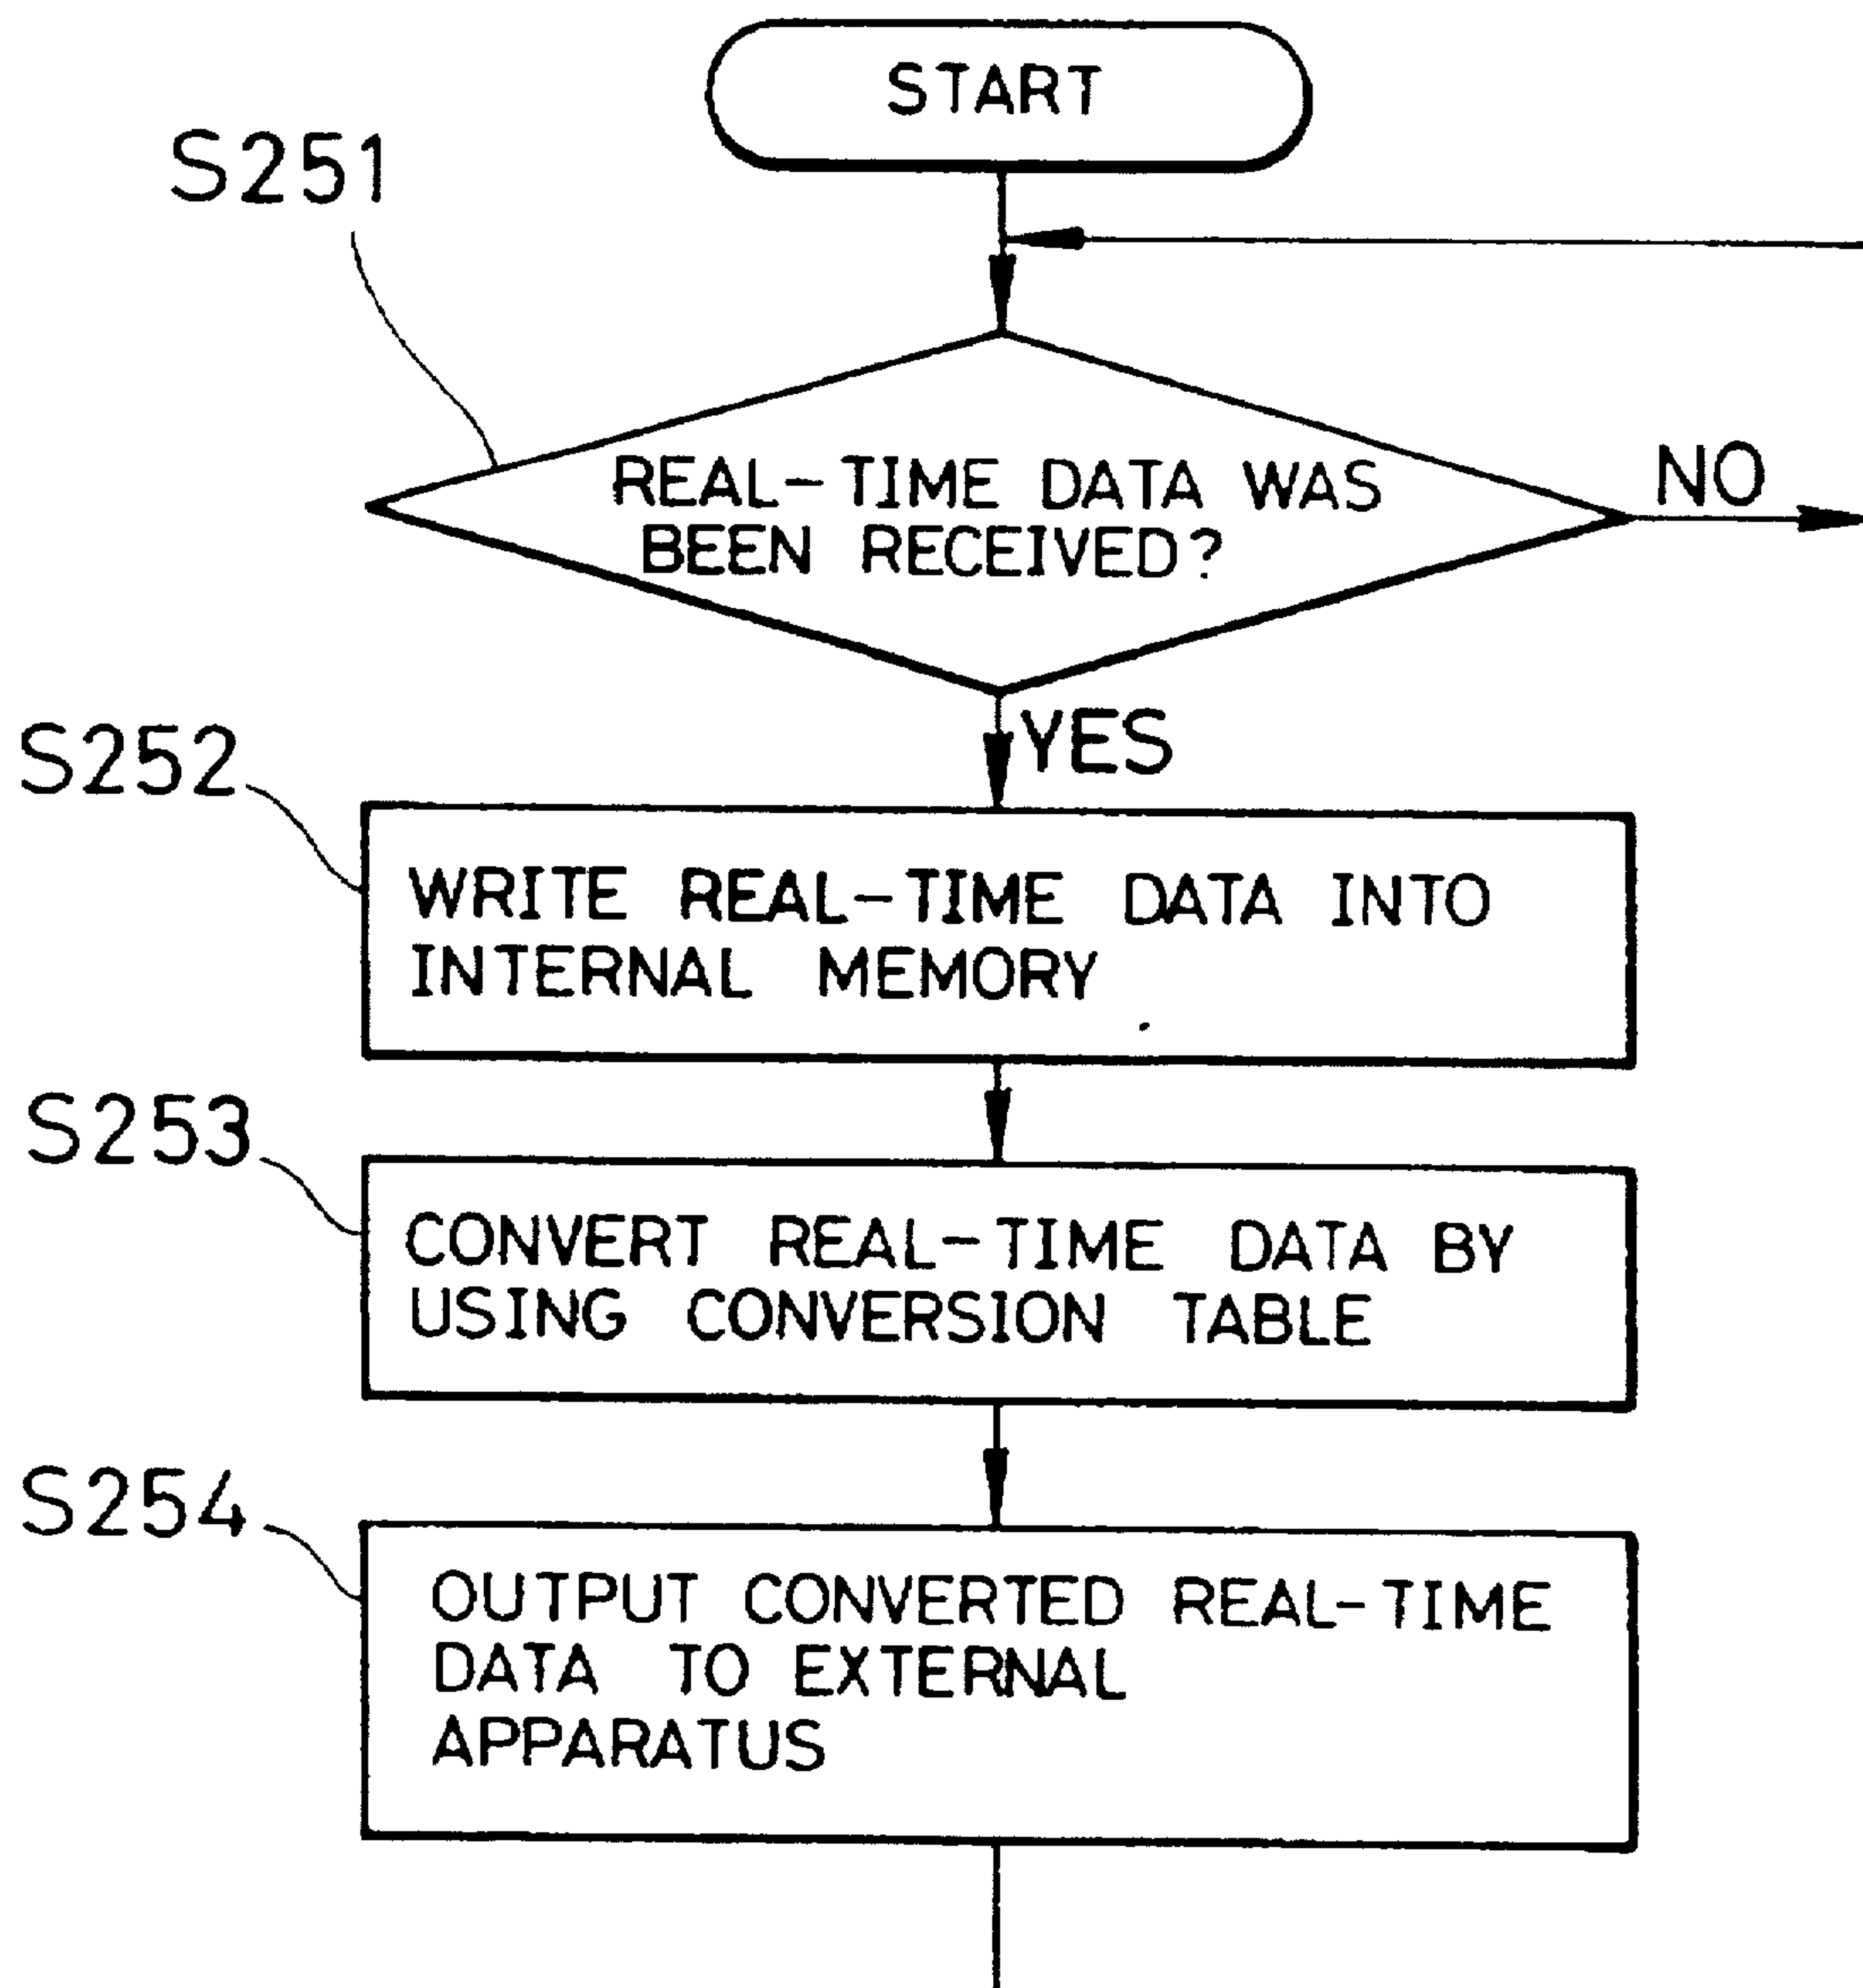 START
S251
REAL-TIME DATA WAS
BEEN RECEIVED?
NO
YES
S252
WRITE REAL-TIME DATA INTO
INTERNAL MEMORY
S253
CONVERT REAL-TIME DATA BY
USING CONVERSION TABLE
S254
OUTPUT CONVERTED REAL-TIME
DATA TO EXTERNAL
APPARATUS